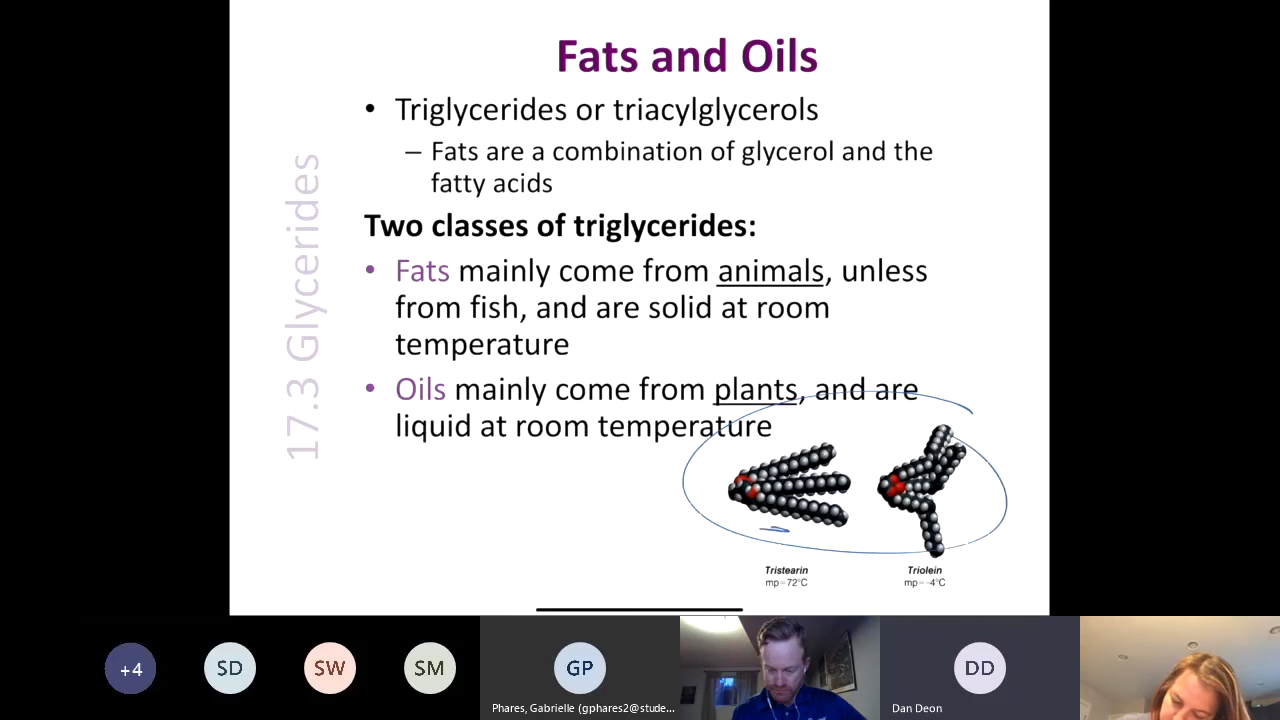 Fats and Oils
• Triglycerides or triacylglycerols
– Fats are a combination of glycerol and the
fatty acids
Two classes of triglycerides:
• Fats mainly come from animals, unless
from fish, and are solid at room
temperature
• Oils mainly come from plants, and are
liquid at room temperature
17.3 Glycerides
Tristearin
mp=72°C
Triolein
mp=-4°C
+4
SD
SW
SM
GP
DD
Phares, Gabrielle (gphares2@stude...
Dan Deon